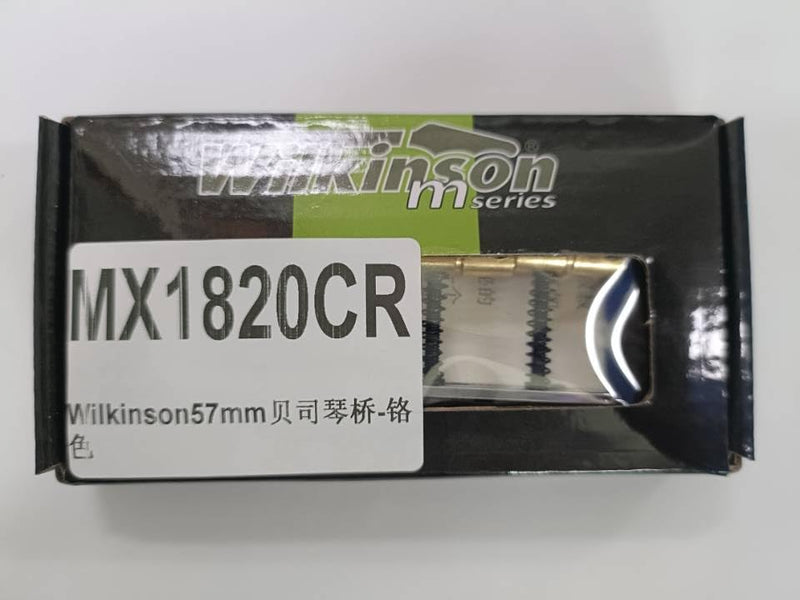 Wilkinson®
m series
MX1820CR
Wilkinson57mm贝司琴桥-铬
色